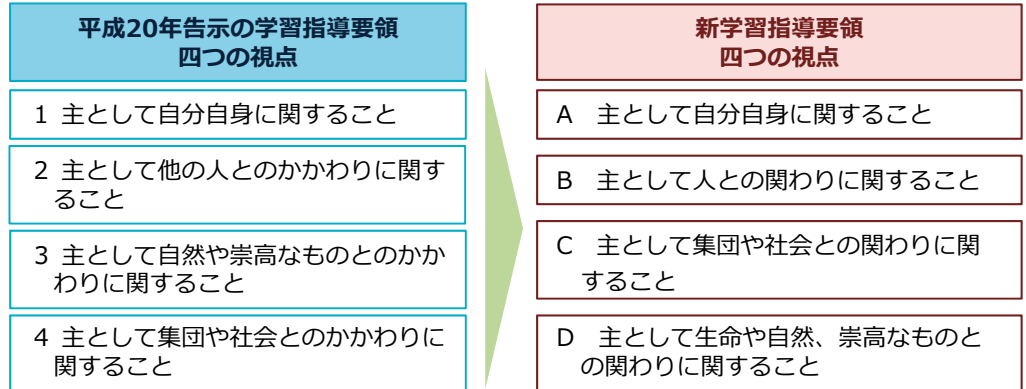 平成20年告示の学習指導要領
四つの視点
1 主として自分自身に関すること
2 主として他の人とのかかわりに関す
ること
3 主として自然や崇高なものとのかか
わりに関すること
4 主として集団や社会とのかかわりに
関すること
新学習指導要領
四つの視点
A　主として自分自身に関すること
B　主として人との関わりに関すること
C　主として集団や社会との関わりに関
すること
D　主として生命や自然、崇高なものと
の関わりに関すること